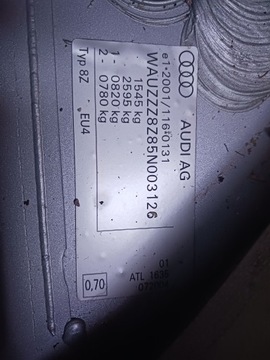 AUDI AG
e1*2001/116*0131
WAUZZZ8Z85N003126
1545 kg
2595 kg
1 - 0820 kg
2 - 0780 kg
Typ 8Z
EU4
01
0,70
ATL